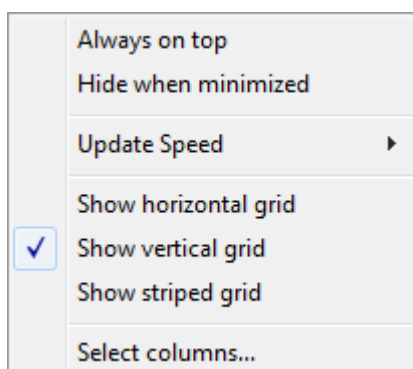 Always on top
Hide when minimized
Update Speed
Show horizontal grid
Show vertical grid
Show striped grid
Select columns...